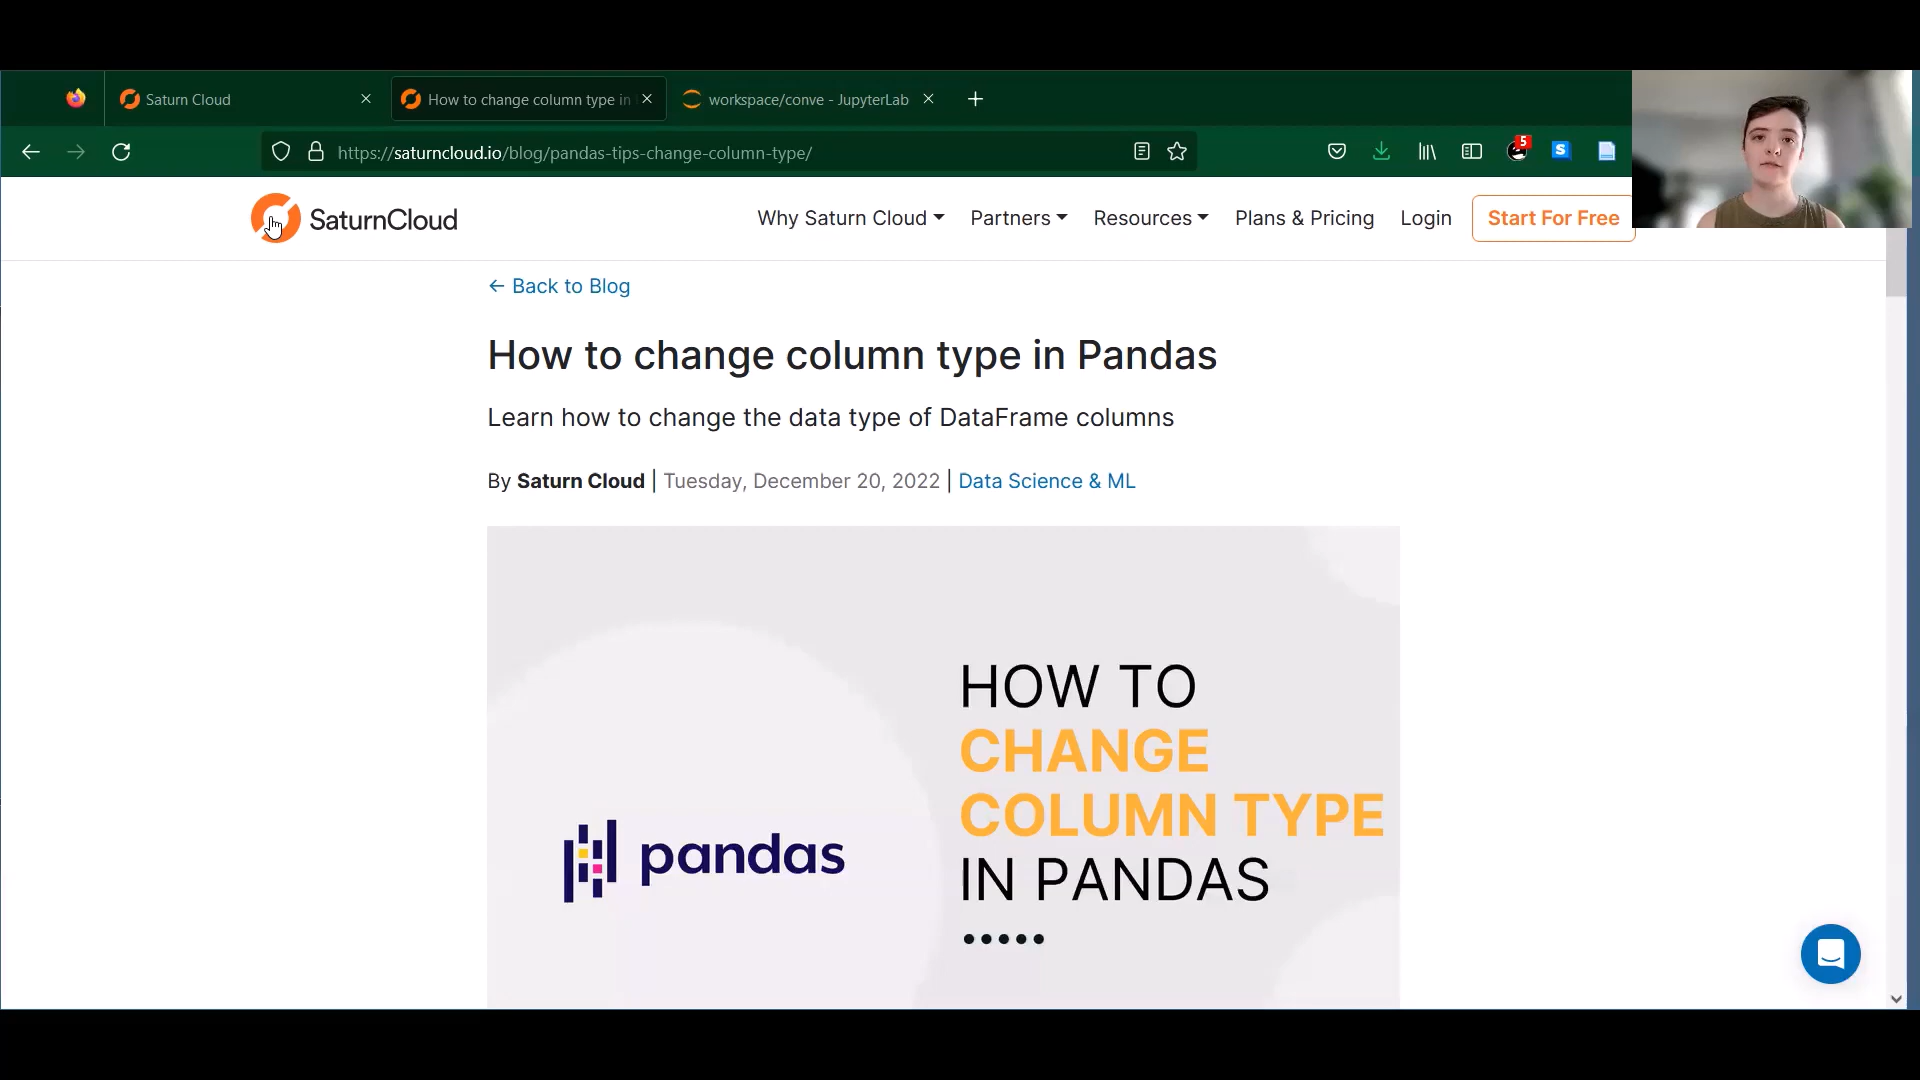 Saturn Cloud
How to change column type in
workspace/conve - JupyterLab
https://saturncloud.io/blog/pandas-tips-change-column-type/
5
S
SaturnCloud
Why Saturn Cloud
Partners
Resources
Plans & Pricing
Login
Start For Free
← Back to Blog
How to change column type in Pandas
Learn how to change the data type of DataFrame columns
By Saturn Cloud | Tuesday, December 20, 2022 | Data Science & ML
HOW TO
CHANGE
COLUMN TYPE
IN PANDAS
pandas